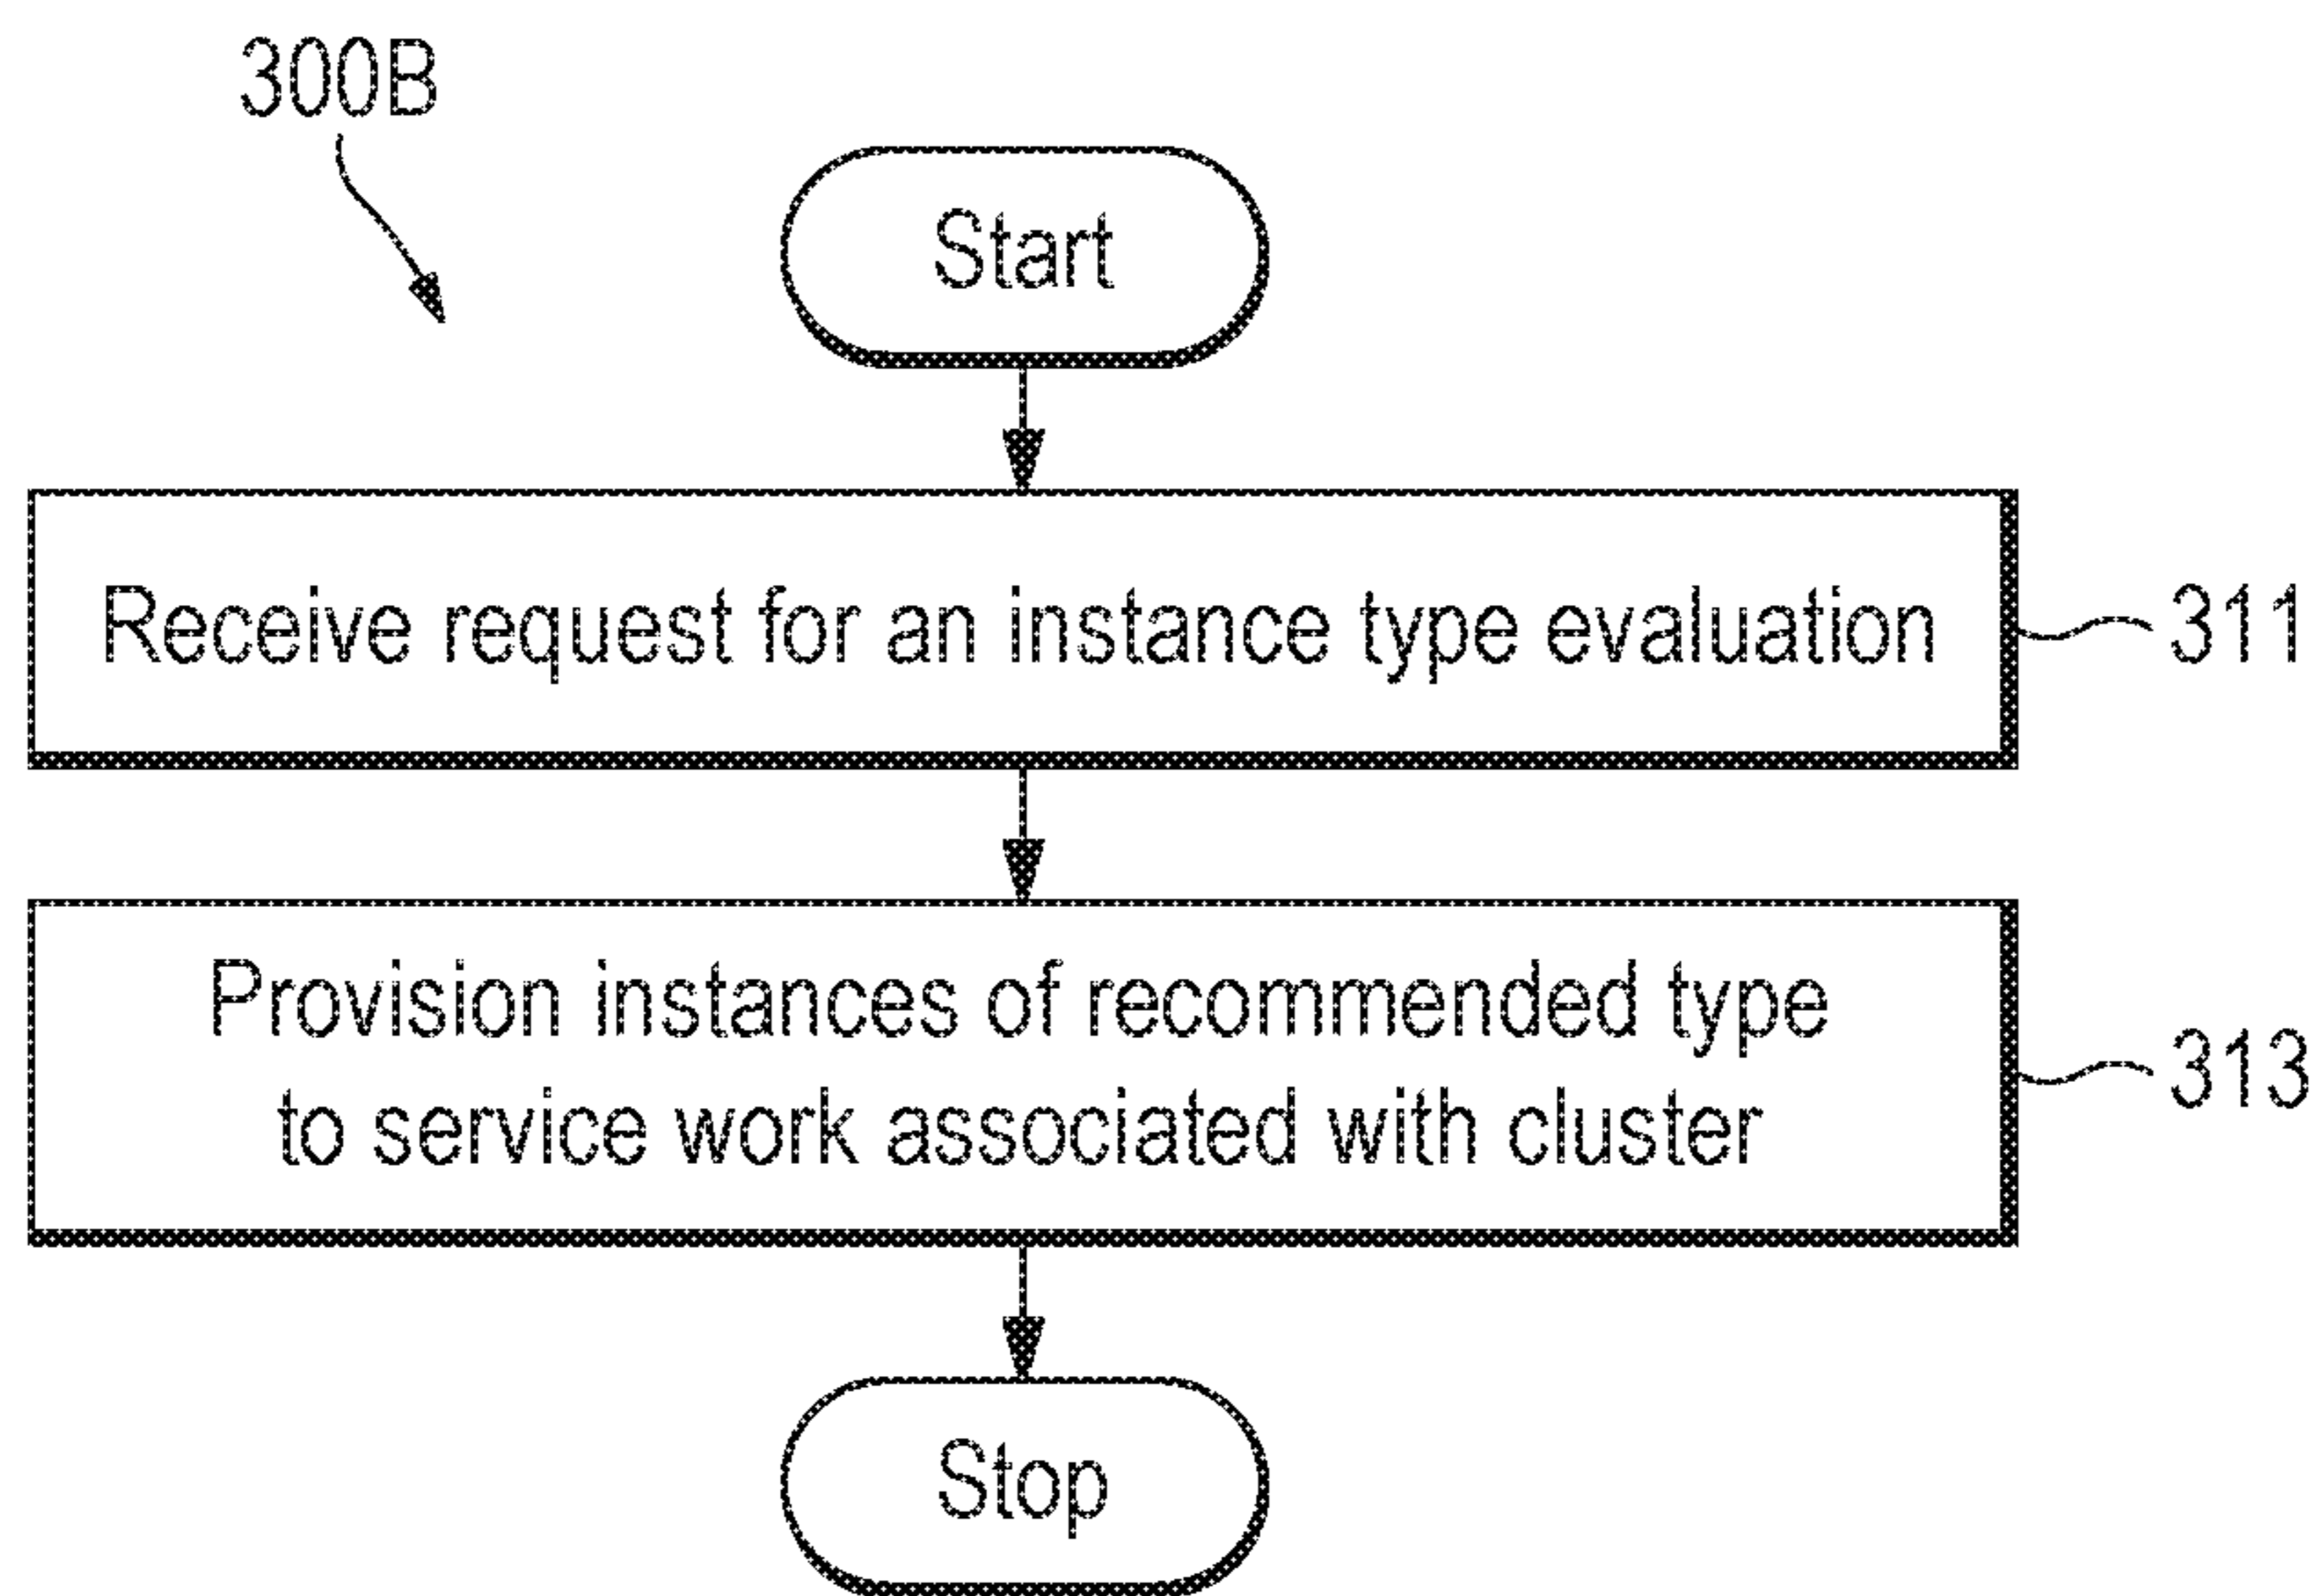 300B
Start
Receive request for an instance type evaluation
311
Provision instances of recommended type
to service work associated with cluster
313
Stop